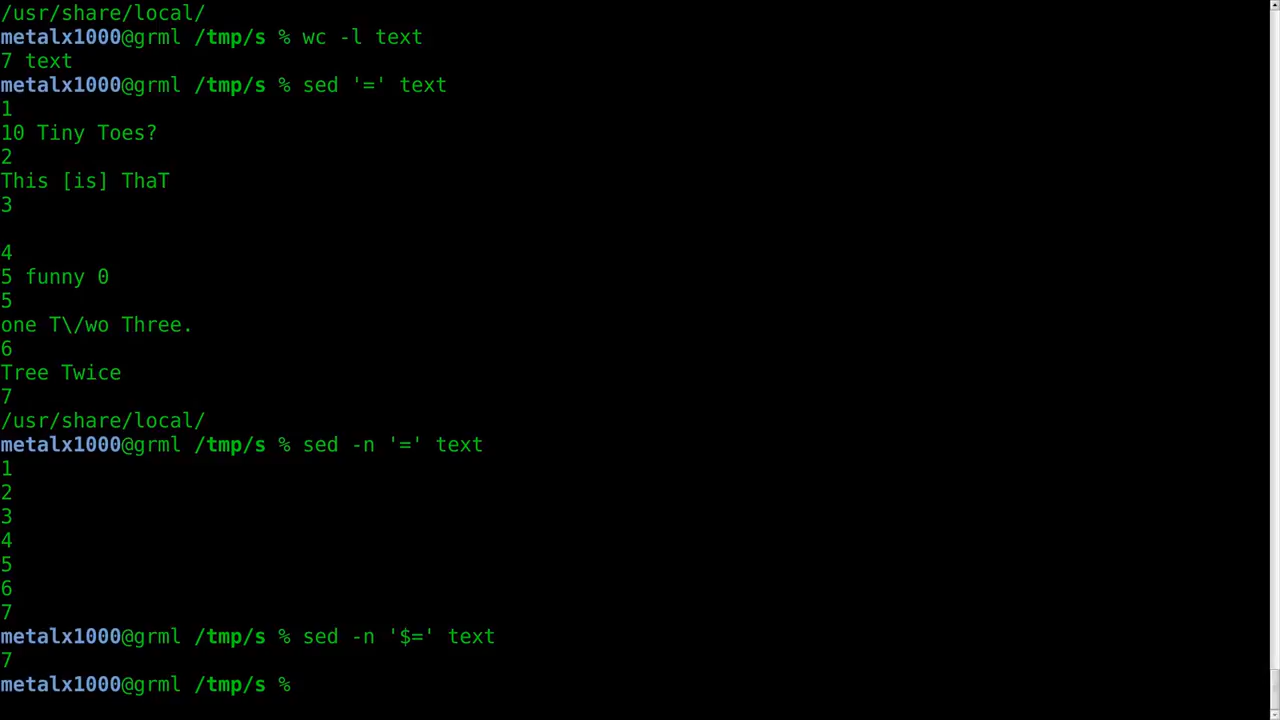 /usr/share/local/
metalx1000@grml /tmp/s % wc -l text
7 text
metalx1000@grml /tmp/s % sed '=' text
1
10 Tiny Toes?
2
This [is] ThaT
3
4
5 funny 0
5
one T\/wo Three.
6
Tree Twice
7
/usr/share/local/
metalx1000@grml /tmp/s % sed -n '=' text
1
2
3
4
5
6
7
metalx1000@grml /tmp/s % sed -n '$=' text
7
metalx1000@grml /tmp/s %